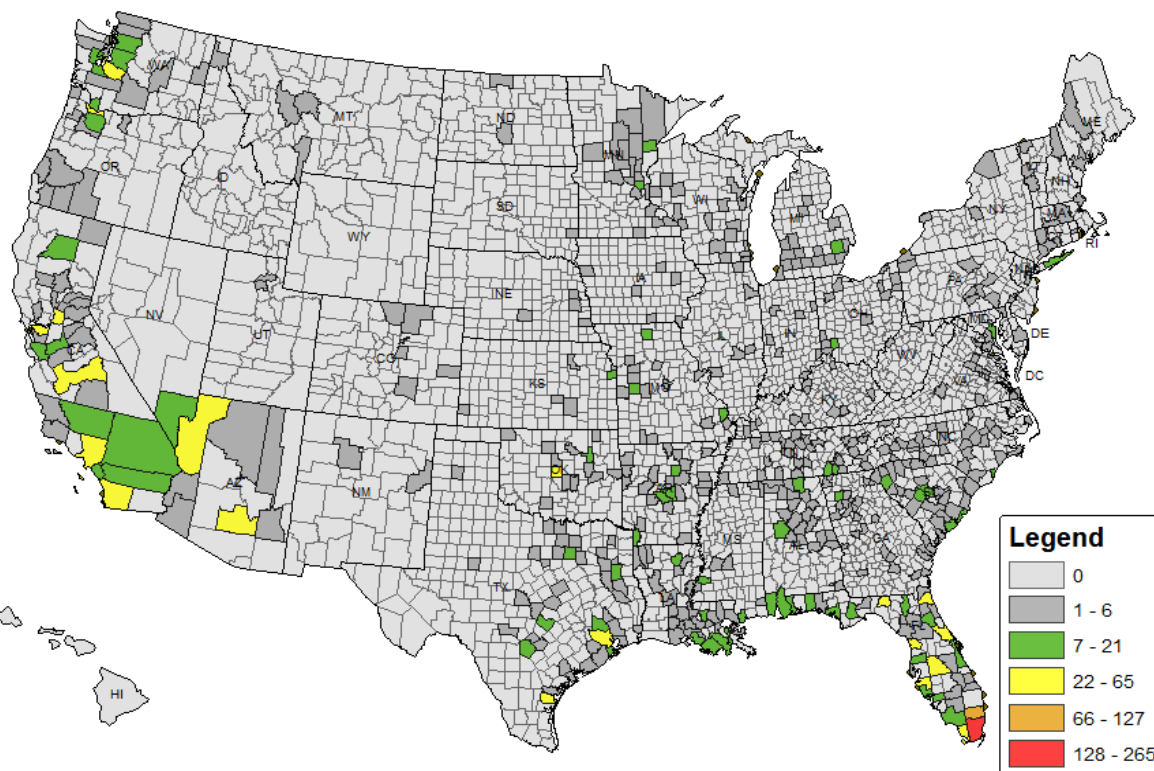 WA
MT
ND
MN
ME
OR
ID
SD
WI
MI
VT
NH
NY
MA
CT
RI
WY
NE
IA
PA
NV
UT
CO
IL
IN
OH
MD
DE
CA
KS
MO
WV
VA
DC
KY
AZ
NM
OK
AR
TN
NC
SC
TX
LA
MS
AL
GA
FL
HI
Legend
0
1 - 6
7 - 21
22 - 65
66 - 127
128 - 265